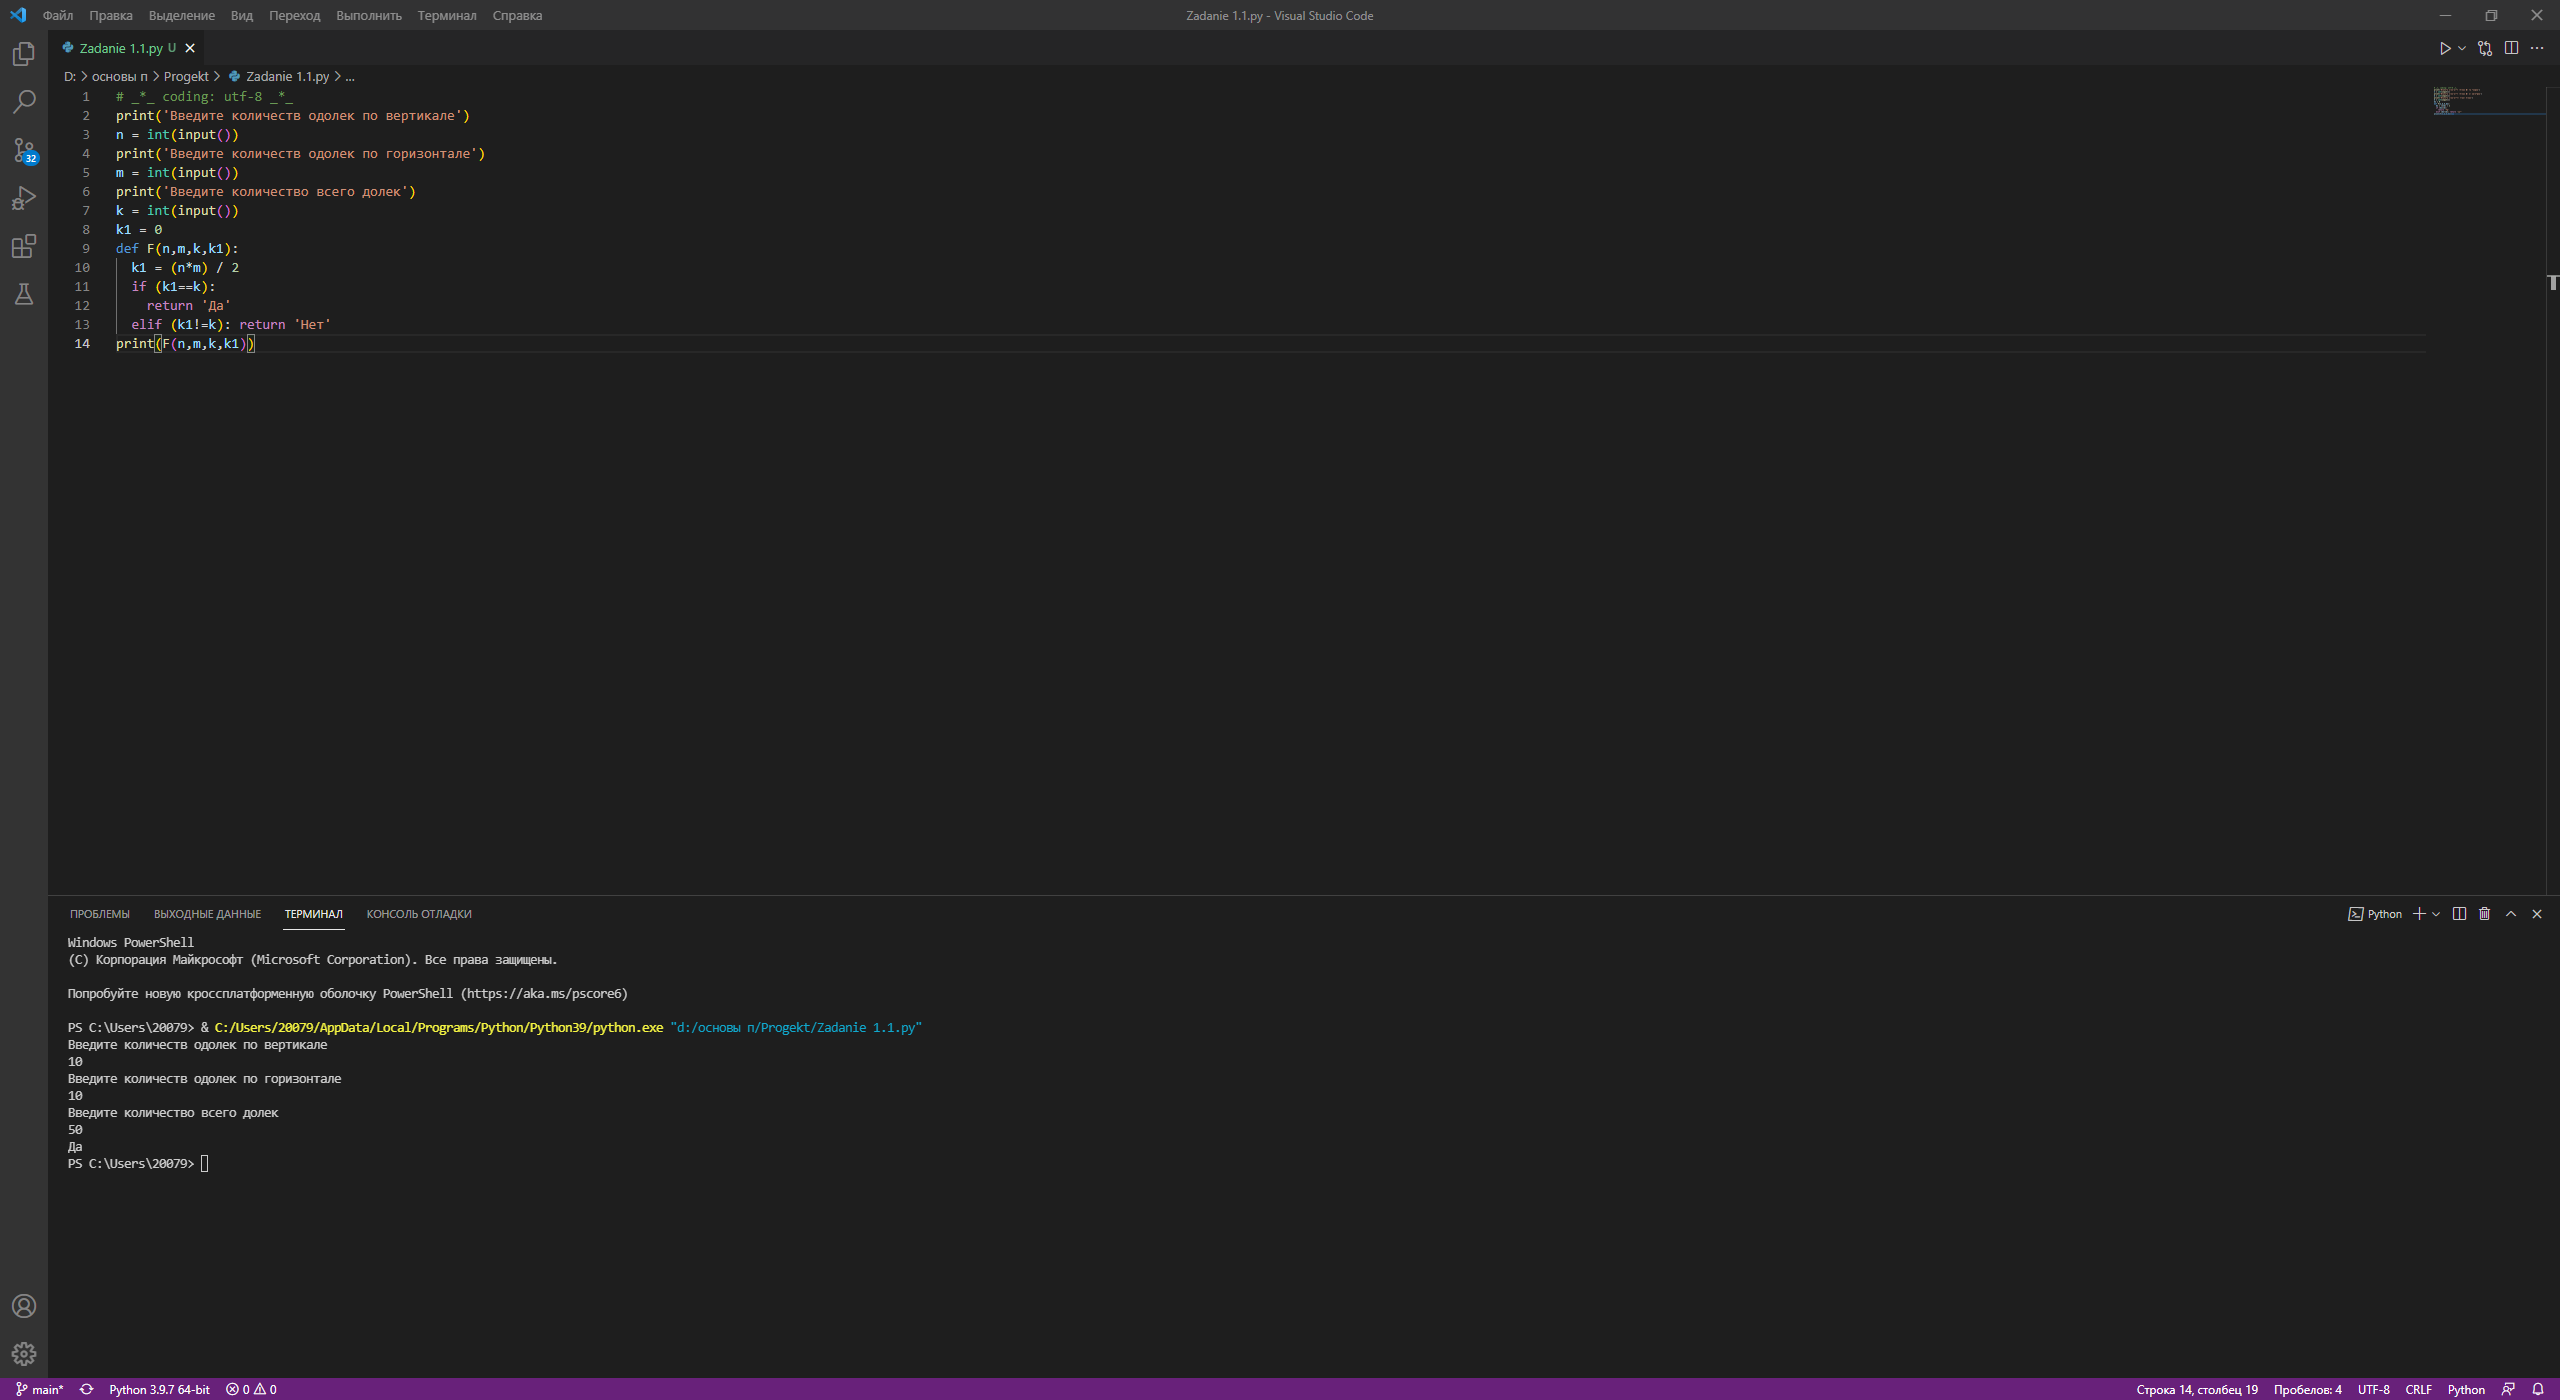 Файл Правка Выделение Вид Переход Выполнить Терминал Справка
Zadanie 1.1.py - Visual Studio Code
Zadanie 1.1.py U
D: > основы п > Progekt > Zadanie 1.1.py > ...
32
1 # _*_ coding: utf-8 _*_
2 print('Введите количеств одолек по вертикале')
3 n = int(input())
4 print('Введите количеств одолек по горизонтале')
5 m = int(input())
6 print('Введите количество всего долек')
7 k = int(input())
8 k1 = 0
9 def F(n,m,k,k1):
10 k1 = (n*m) / 2
11 if (k1==k):
12 return 'Да'
13 elif (k1!=k): return 'Нет'
14 print(F(n,m,k,k1))
ПРОБЛЕМЫ ВЫХОДНЫЕ ДАННЫЕ ТЕРМИНАЛ КОНСОЛЬ ОТЛАДКИ
Python
Windows PowerShell
(C) Корпорация Майкрософт (Microsoft Corporation). Все права защищены.
Попробуйте новую кроссплатформенную оболочку PowerShell (https://aka.ms/pscore6)
PS C:\Users\20079> & C:/Users/20079/AppData/Local/Programs/Python/Python39/python.exe "d:/основы п/Progekt/Zadanie 1.1.py"
Введите количеств одолек по вертикале
10
Введите количеств одолек по горизонтале
10
Введите количество всего долек
50
Да
PS C:\Users\20079>
main* Python 3.9.7 64-bit 0 0
Строка 14, столбец 19 Пробелов: 4 UTF-8 CRLF Python